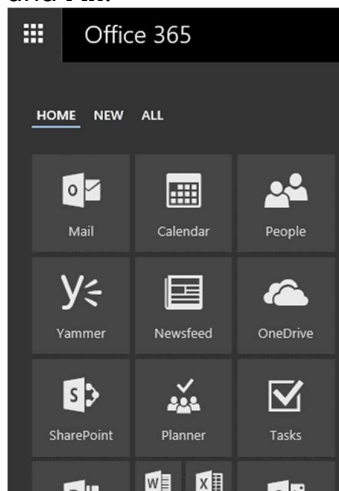 Office 365
HOME NEW ALL
Mail Calendar People
Yammer Newsfeed OneDrive
SharePoint Planner Tasks